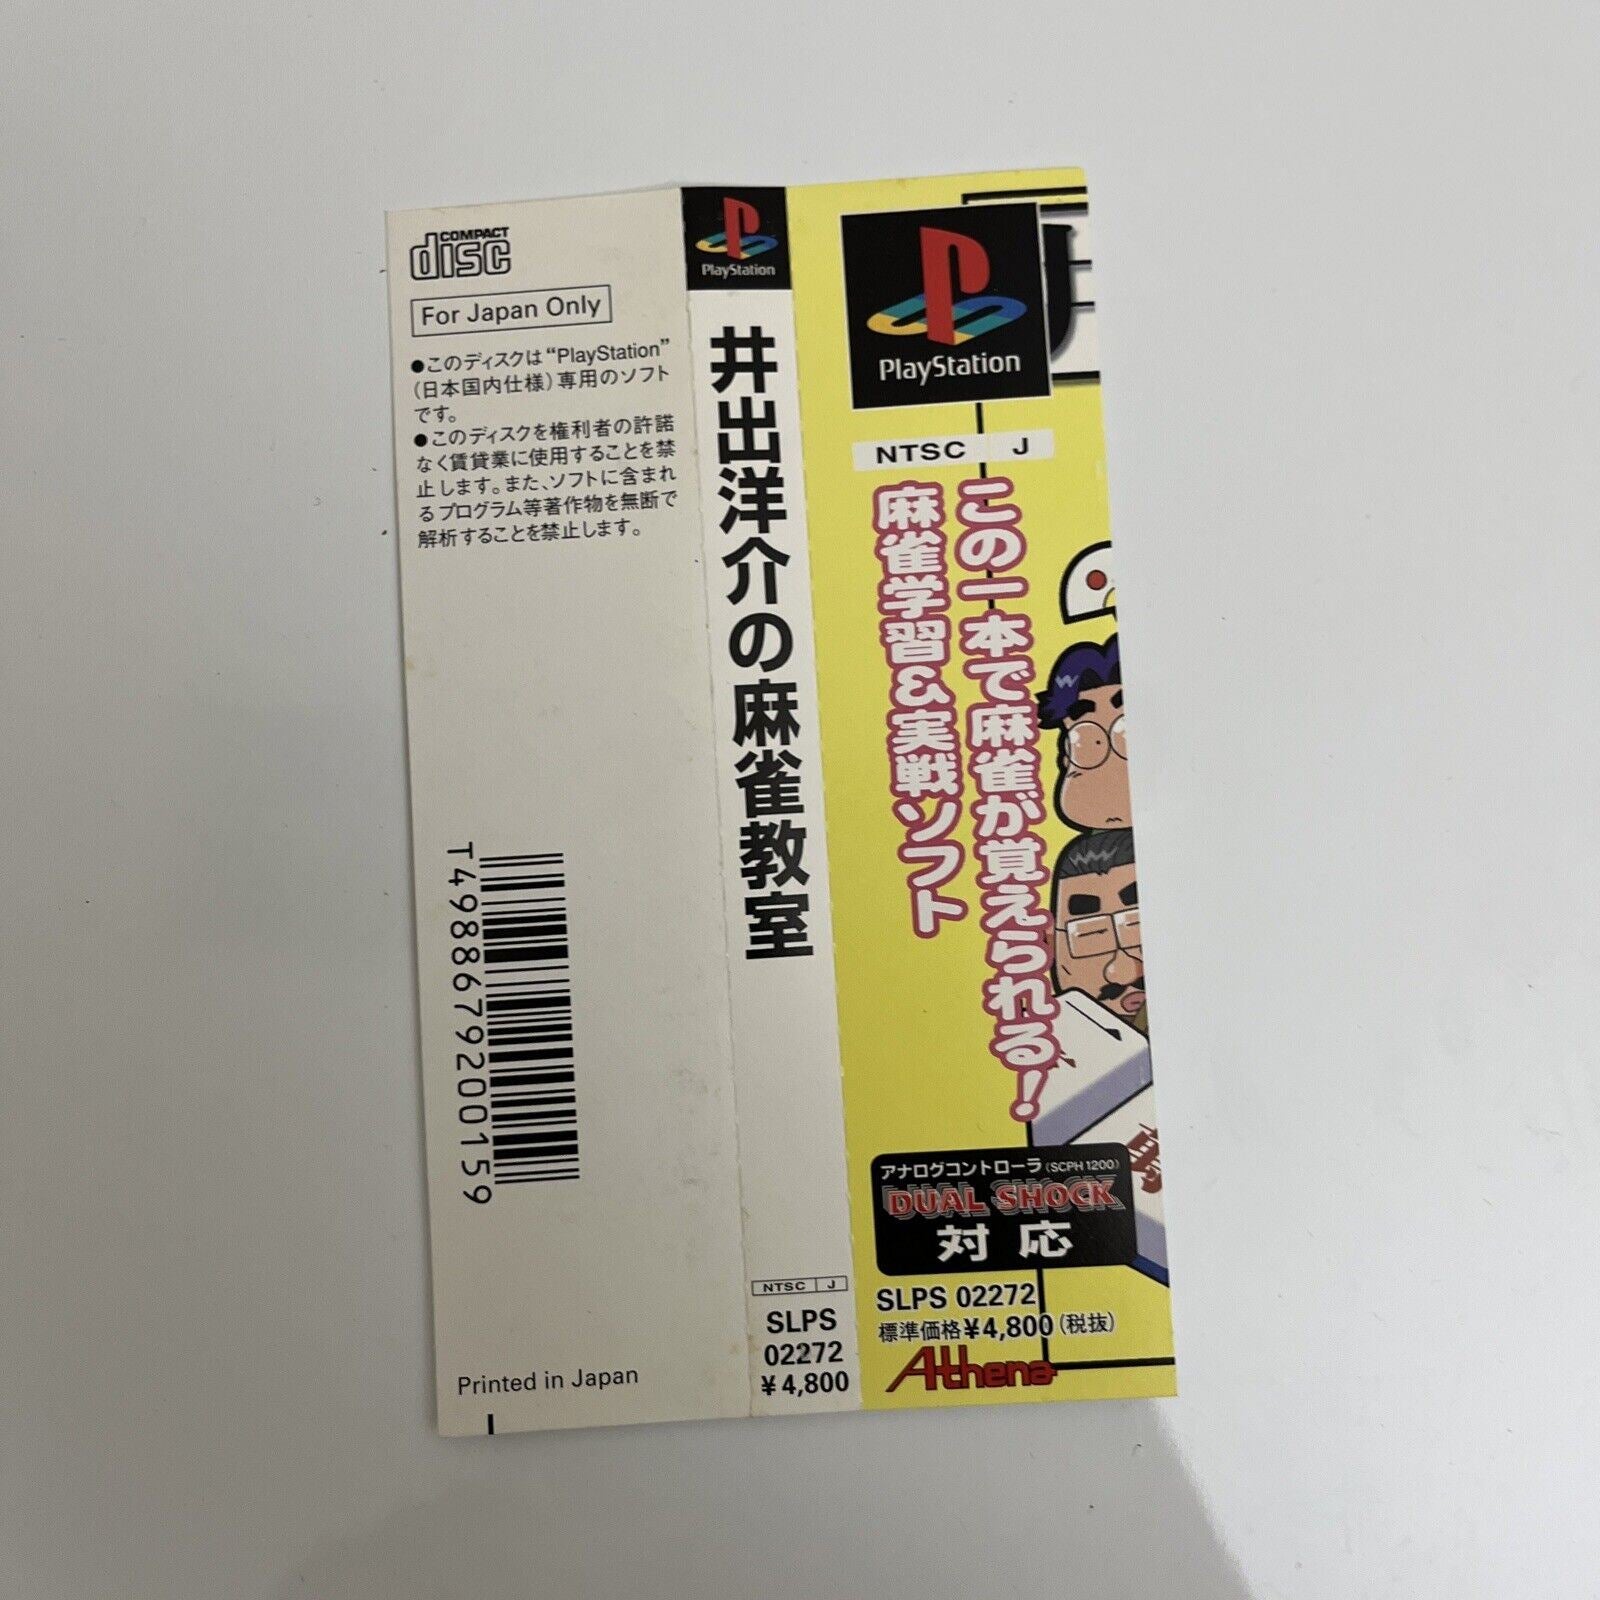 COMPACT
disc
For Japan Only
●このディスクは“PlayStation”
(日本国内仕様)専用のソフト
です。
●このディスクを権利者の許諾
なく賃貸業に使用することを禁
止します。また、ソフトに含まれ
るプログラム等著作物を無断で
解析することを禁止します。
T4988679200159
Printed in Japan
PlayStation
井出洋介の麻雀教室
NTSC J
SLPS
02272
¥4,800
PlayStation
NTSC J
この一本で麻雀が覚えられる!
麻雀学習&実戦ソフト
アナログコントローラ(SCPH 1200)
DUAL SHOCK
対応
SLPS 02272
標準価格¥4,800(税抜)
Athena